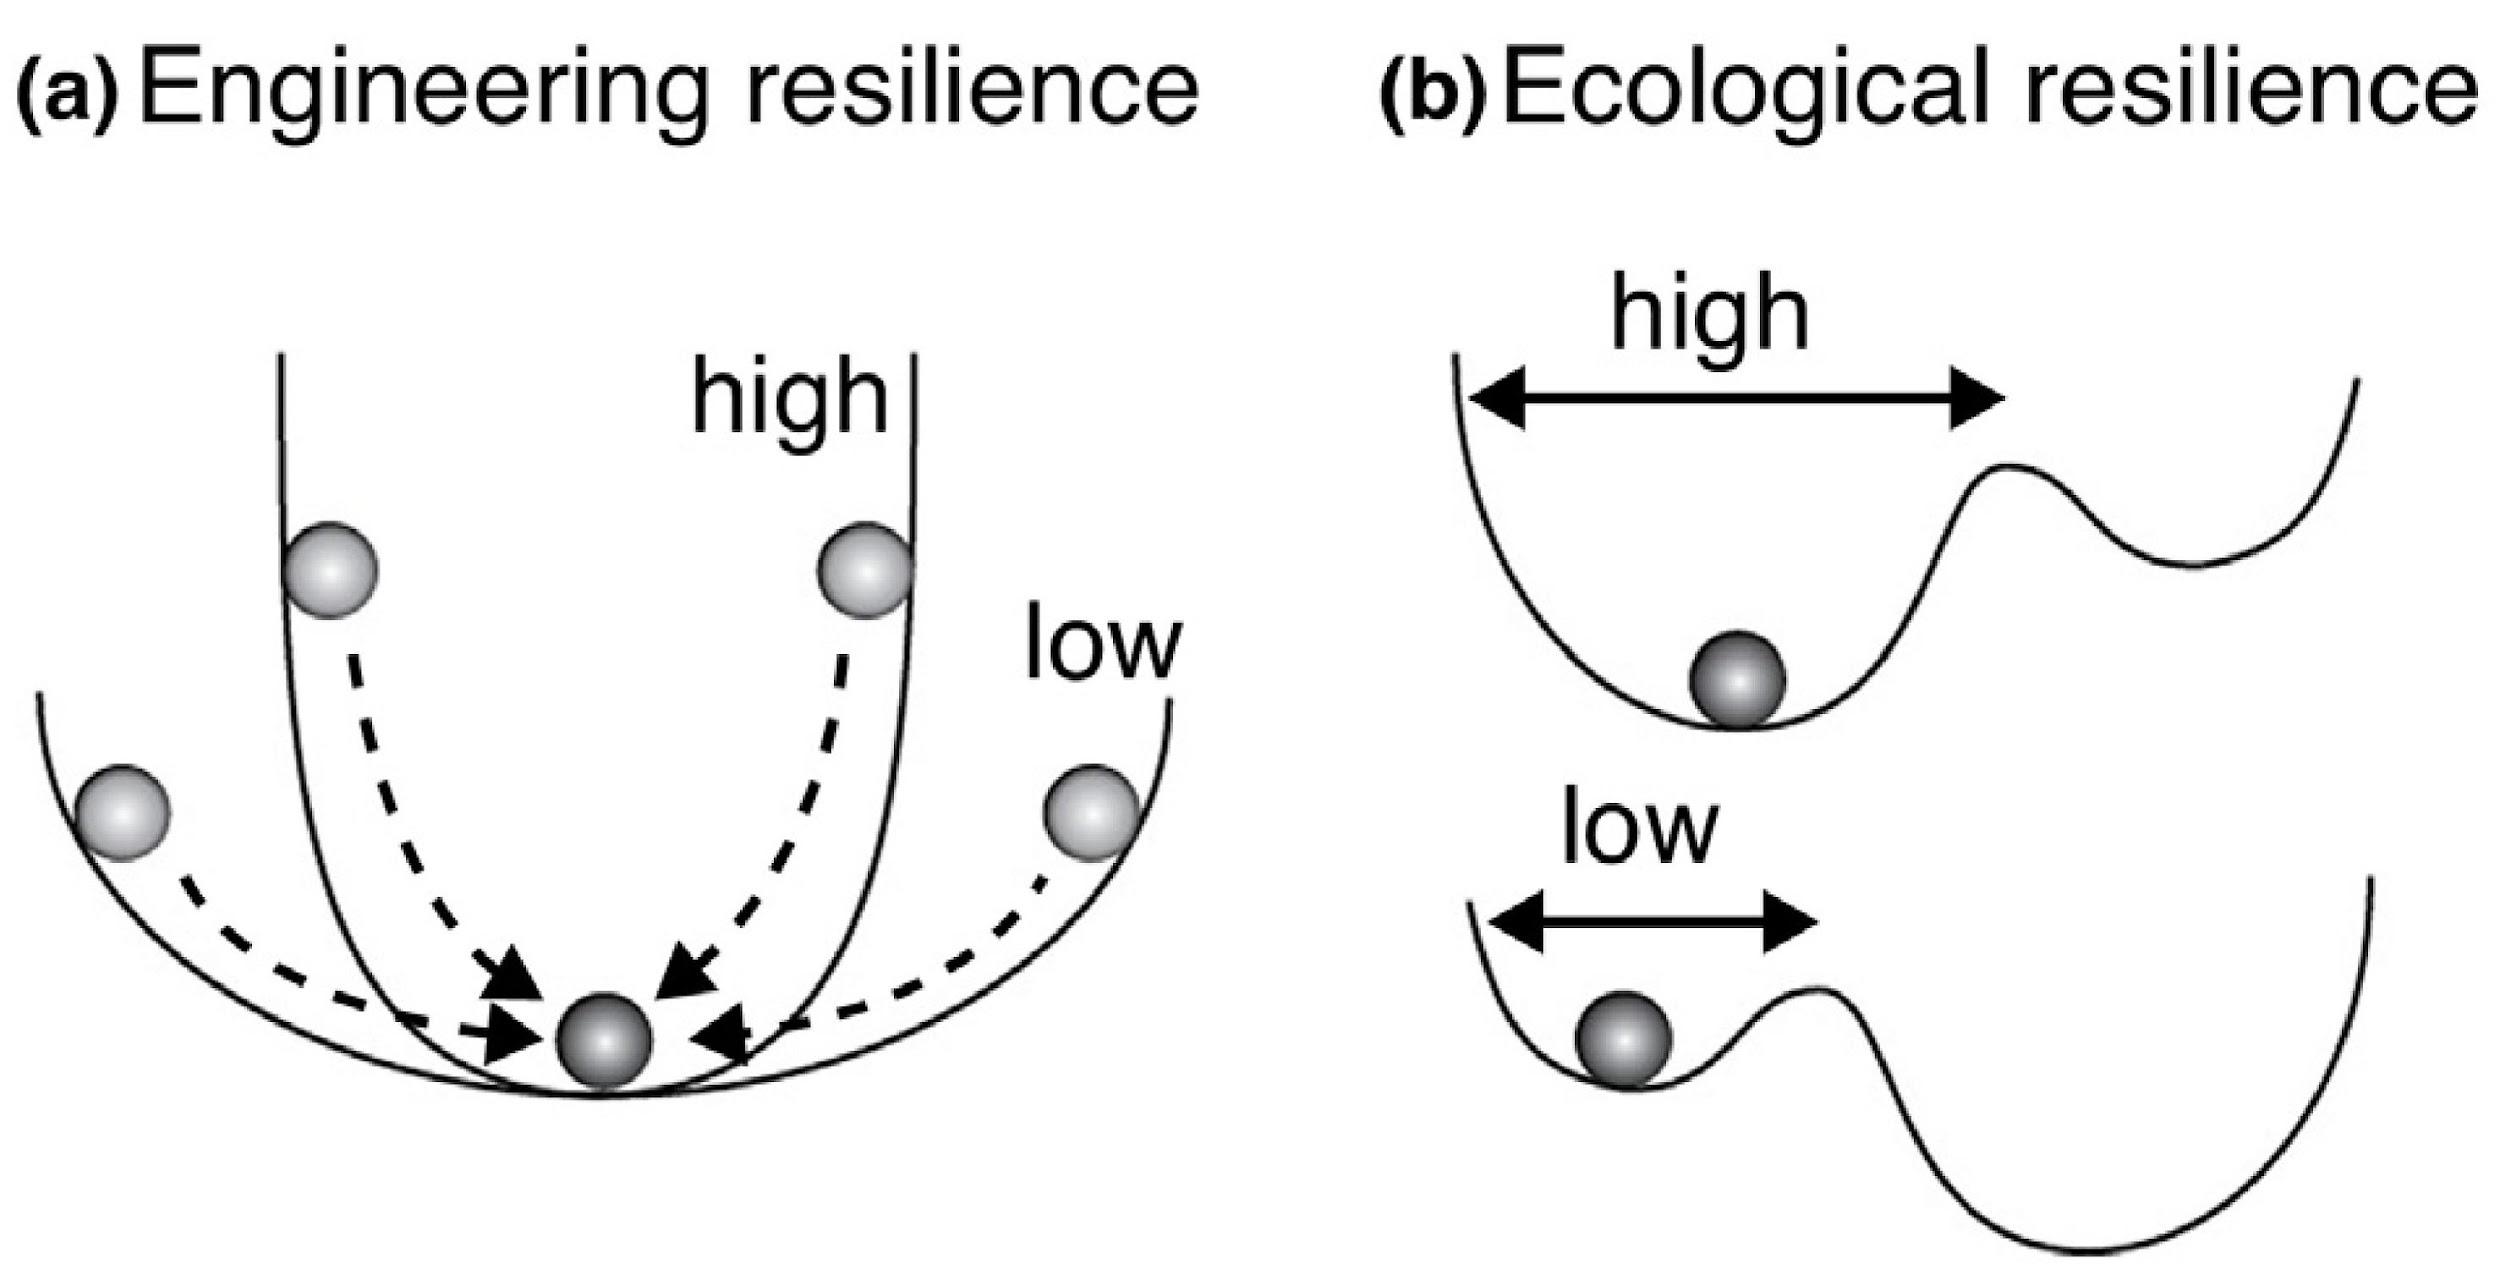 (a) Engineering resilience
high
low
(b) Ecological resilience
high
low